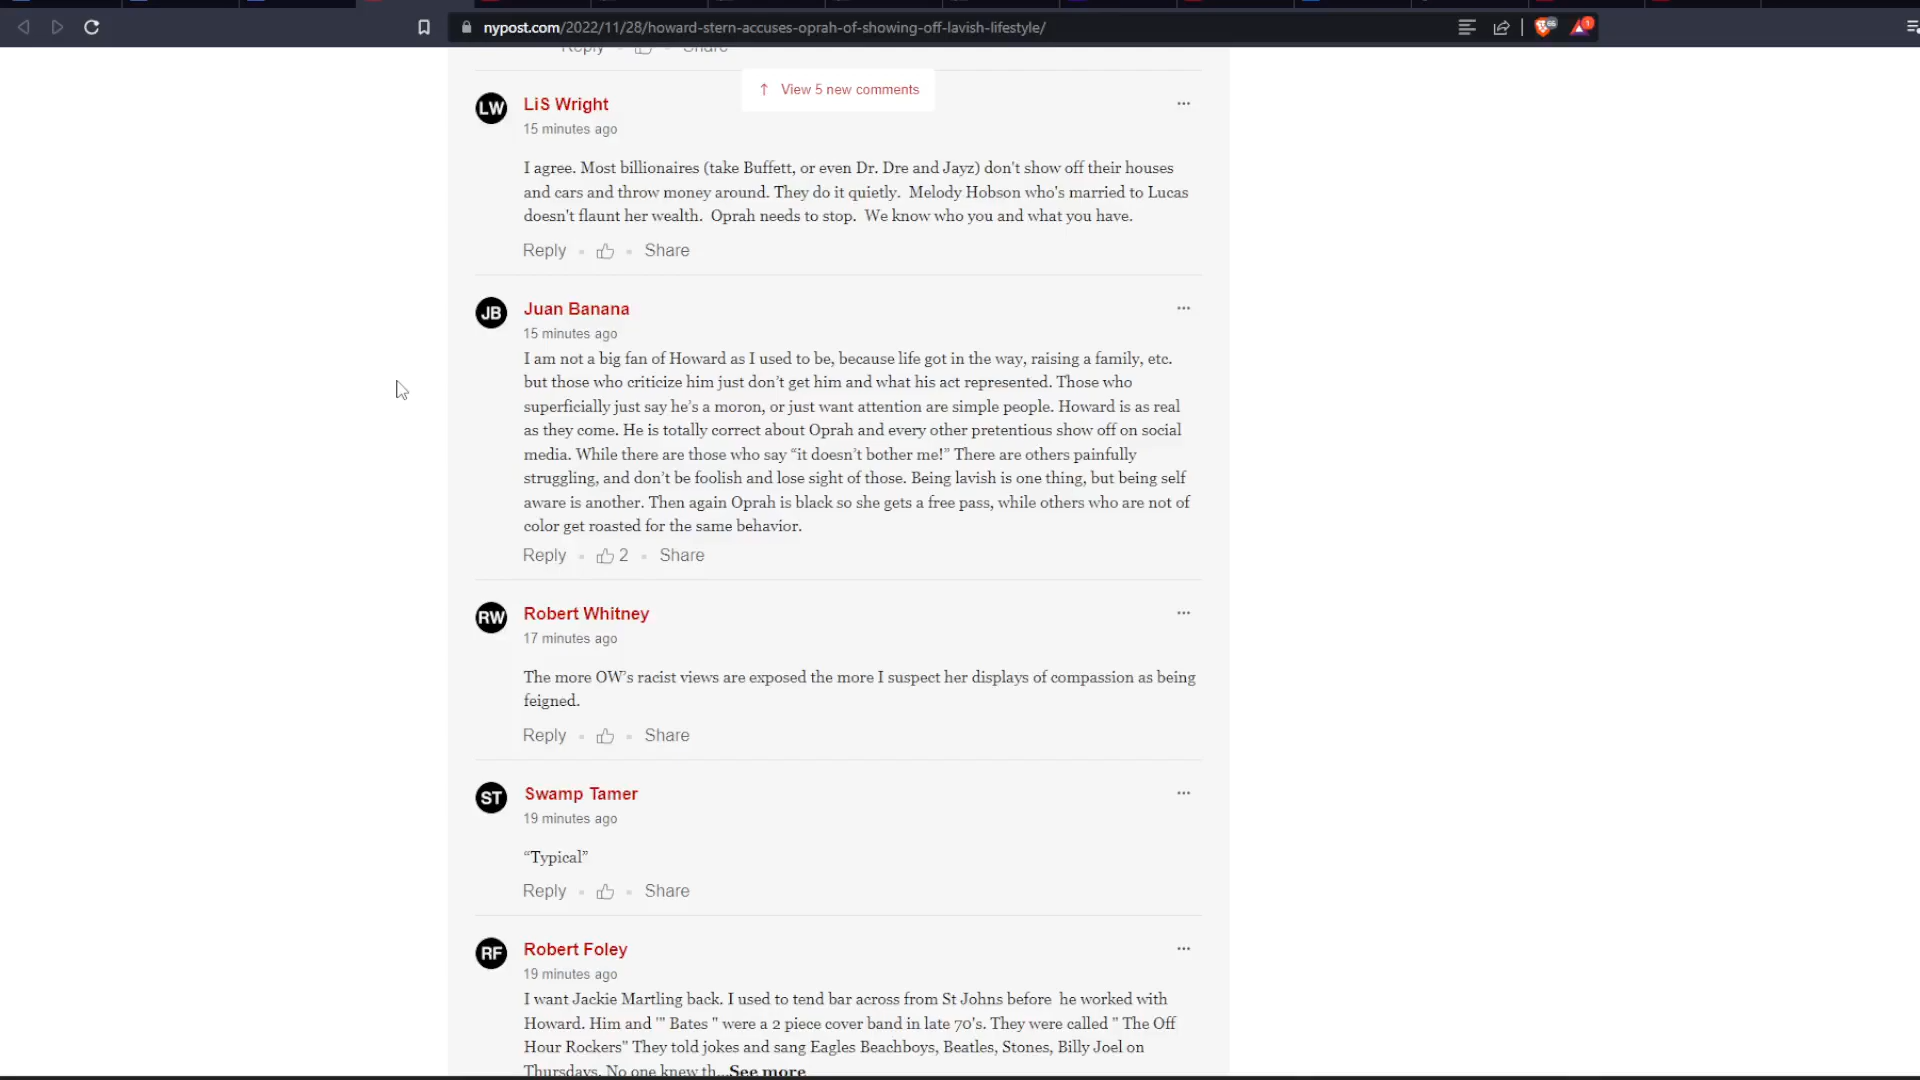 nypost.com/2022/11/28/howard-stern-accuses-oprah-of-showing-off-lavish-lifestyle/
66
1
Reply Share
↑ View 5 new comments
LW LiS Wright ...
15 minutes ago
I agree. Most billionaires (take Buffett, or even Dr. Dre and Jayz) don't show off their houses
and cars and throw money around. They do it quietly.  Melody Hobson who's married to Lucas
doesn't flaunt her wealth.  Oprah needs to stop.  We know who you and what you have.
Reply Share
JB Juan Banana ...
15 minutes ago
I am not a big fan of Howard as I used to be, because life got in the way, raising a family, etc.
but those who criticize him just don’t get him and what his act represented. Those who
superficially just say he’s a moron, or just want attention are simple people. Howard is as real
as they come. He is totally correct about Oprah and every other pretentious show off on social
media. While there are those who say “it doesn’t bother me!” There are others painfully
struggling, and don’t be foolish and lose sight of those. Being lavish is one thing, but being self
aware is another. Then again Oprah is black so she gets a free pass, while others who are not of
color get roasted for the same behavior.
Reply 2 Share
RW Robert Whitney ...
17 minutes ago
The more OW’s racist views are exposed the more I suspect her displays of compassion as being
feigned.
Reply Share
ST Swamp Tamer ...
19 minutes ago
“Typical”
Reply Share
RF Robert Foley ...
19 minutes ago
I want Jackie Martling back. I used to tend bar across from St Johns before  he worked with
Howard. Him and '" Bates " were a 2 piece cover band in late 70's. They were called " The Off
Hour Rockers" They told jokes and sang Eagles Beachboys, Beatles, Stones, Billy Joel on
Thursdays. No one knew th...See more